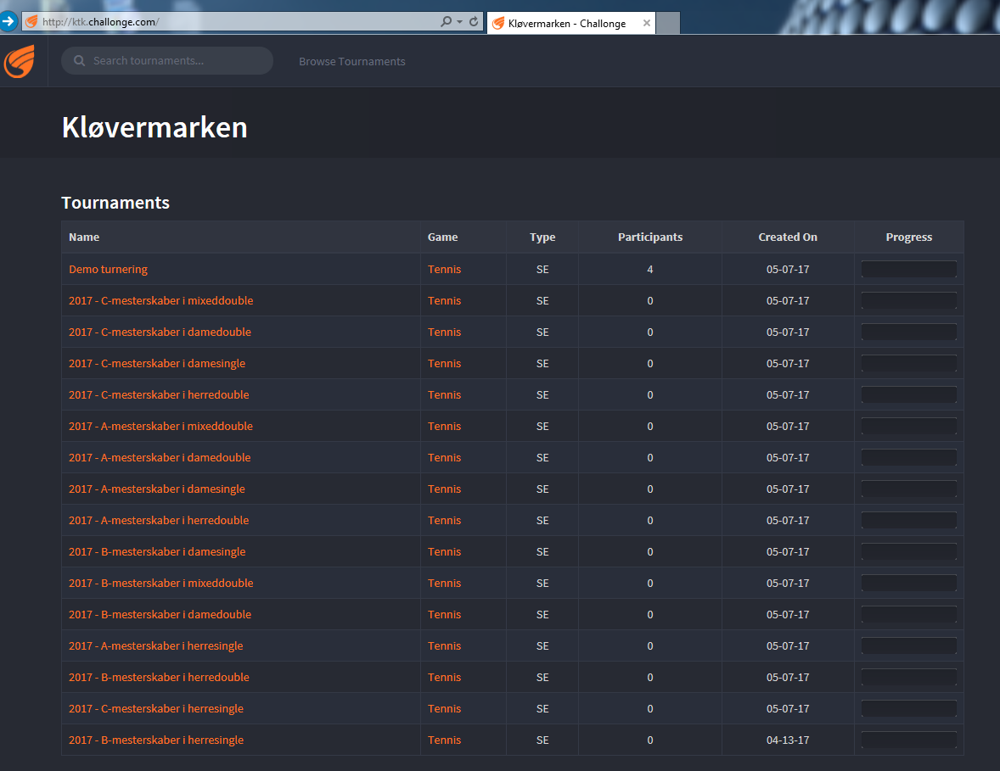 http://ktk.challonge.com/
Kløvermarken - Challonge
Search tournaments...
Browse Tournaments
Kløvermarken
Tournaments
Name Game Type Participants Created On Progress
Demo turnering Tennis SE 4 05-07-17
2017 - C-mesterskaber i mixeddouble Tennis SE 0 05-07-17
2017 - C-mesterskaber i damedouble Tennis SE 0 05-07-17
2017 - C-mesterskaber i damesingle Tennis SE 0 05-07-17
2017 - C-mesterskaber i herredouble Tennis SE 0 05-07-17
2017 - A-mesterskaber i mixeddouble Tennis SE 0 05-07-17
2017 - A-mesterskaber i damedouble Tennis SE 0 05-07-17
2017 - A-mesterskaber i damesingle Tennis SE 0 05-07-17
2017 - A-mesterskaber i herredouble Tennis SE 0 05-07-17
2017 - B-mesterskaber i damesingle Tennis SE 0 05-07-17
2017 - B-mesterskaber i mixeddouble Tennis SE 0 05-07-17
2017 - B-mesterskaber i damedouble Tennis SE 0 05-07-17
2017 - A-mesterskaber i herresingle Tennis SE 0 05-07-17
2017 - B-mesterskaber i herredouble Tennis SE 0 05-07-17
2017 - C-mesterskaber i herresingle Tennis SE 0 05-07-17
2017 - B-mesterskaber i herresingle Tennis SE 0 04-13-17